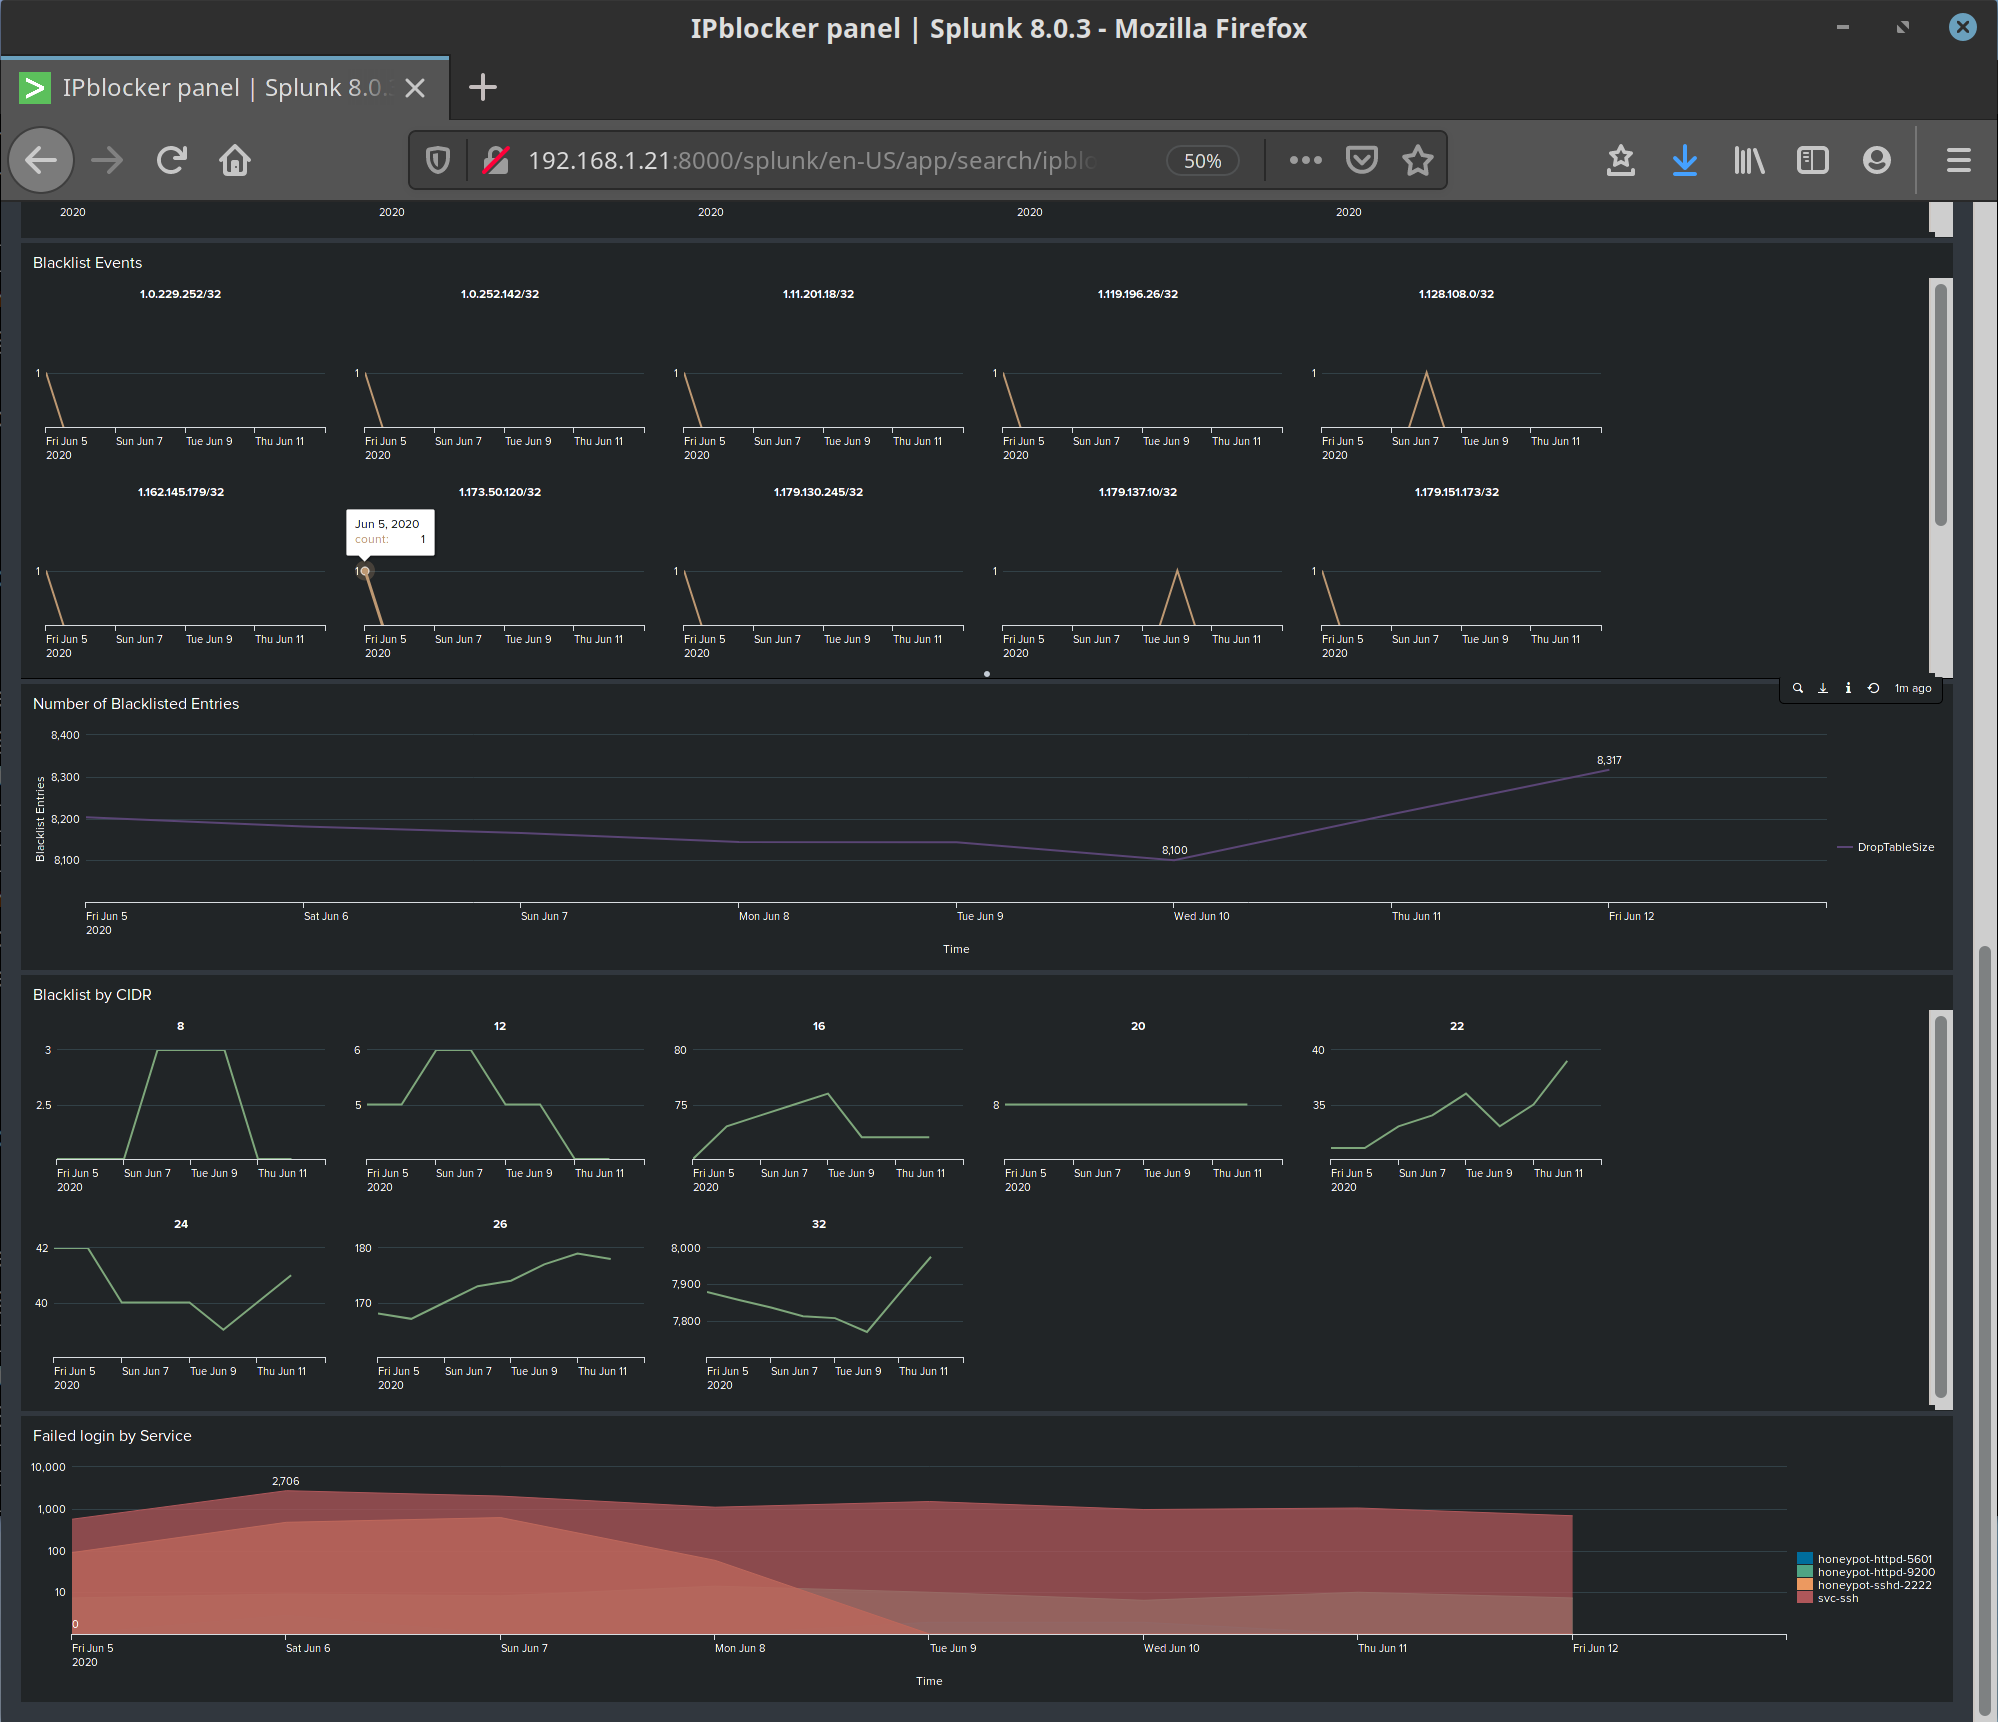 IPblocker panel | Splunk 8.0.3 - Mozilla Firefox
IPblocker panel | Splunk 8.0.
192.168.1.21:8000/splunk/en-US/app/search/ipblo
50%
2020 2020 2020 2020 2020
Blacklist Events
1.0.229.252/32 1.0.252.142/32 1.11.201.18/32 1.119.196.26/32 1.128.108.0/32
1 1 1 1 1
Fri Jun 5 Sun Jun 7 Tue Jun 9 Thu Jun 11 Fri Jun 5 Sun Jun 7 Tue Jun 9 Thu Jun 11 Fri Jun 5 Sun Jun 7 Tue Jun 9 Thu Jun 11 Fri Jun 5 Sun Jun 7 Tue Jun 9 Thu Jun 11 Fri Jun 5 Sun Jun 7 Tue Jun 9 Thu Jun 11
2020 2020 2020 2020 2020
1.162.145.179/32 1.173.50.120/32 1.179.130.245/32 1.179.137.10/32 1.179.151.173/32
Jun 5, 2020
count: 1
1 1 1 1 1
Fri Jun 5 Sun Jun 7 Tue Jun 9 Thu Jun 11 Fri Jun 5 Sun Jun 7 Tue Jun 9 Thu Jun 11 Fri Jun 5 Sun Jun 7 Tue Jun 9 Thu Jun 11 Fri Jun 5 Sun Jun 7 Tue Jun 9 Thu Jun 11 Fri Jun 5 Sun Jun 7 Tue Jun 9 Thu Jun 11
2020 2020 2020 2020 2020
1m ago
Number of Blacklisted Entries
8,400
8,317
8,300
Blacklist Entries
8,200
8,100
8,100
DropTableSize
Fri Jun 5 Sat Jun 6 Sun Jun 7 Mon Jun 8 Tue Jun 9 Wed Jun 10 Thu Jun 11 Fri Jun 12
2020
Time
Blacklist by CIDR
8 12 16 20 22
3 6 80 40
2.5 5 75 8 35
Fri Jun 5 Sun Jun 7 Tue Jun 9 Thu Jun 11 Fri Jun 5 Sun Jun 7 Tue Jun 9 Thu Jun 11 Fri Jun 5 Sun Jun 7 Tue Jun 9 Thu Jun 11 Fri Jun 5 Sun Jun 7 Tue Jun 9 Thu Jun 11 Fri Jun 5 Sun Jun 7 Tue Jun 9 Thu Jun 11
2020 2020 2020 2020 2020
24 26 32
42 180 8,000
7,900
40 170
7,800
Fri Jun 5 Sun Jun 7 Tue Jun 9 Thu Jun 11 Fri Jun 5 Sun Jun 7 Tue Jun 9 Thu Jun 11 Fri Jun 5 Sun Jun 7 Tue Jun 9 Thu Jun 11
2020 2020 2020
Failed login by Service
10,000
2,706
1,000
100
10
0
honeypot-httpd-5601
honeypot-httpd-9200
honeypot-sshd-2222
svc-ssh
Fri Jun 5 Sat Jun 6 Sun Jun 7 Mon Jun 8 Tue Jun 9 Wed Jun 10 Thu Jun 11 Fri Jun 12
2020
Time